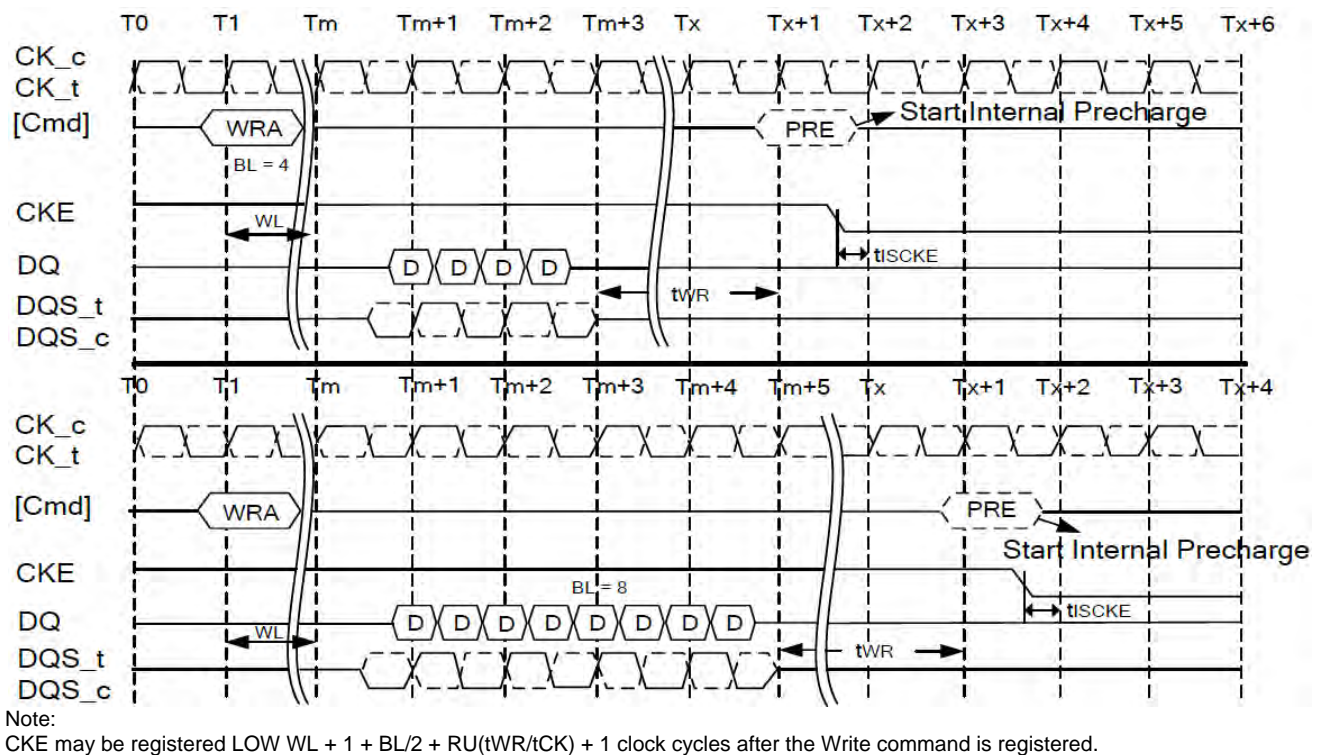 T0 T1 Tm Tm+1 Tm+2 Tm+3 Tx Tx+1 Tx+2 Tx+3 Tx+4 Tx+5 Tx+6
CK_c
CK_t
[Cmd] WRA PRE Start Internal Precharge
BL = 4
CKE
WL
tISCKE
DQ D D D D
tWR
DQS_t
DQS_c
T0 T1 Tm Tm+1 Tm+2 Tm+3 Tm+4 Tm+5 Tx Tx+1 Tx+2 Tx+3 Tx+4
CK_c
CK_t
[Cmd] WRA PRE
Start Internal Precharge
CKE
BL = 8
tISCKE
DQ D D D D D D D D
WL
tWR
DQS_t
DQS_c
Note:
CKE may be registered LOW WL + 1 + BL/2 + RU(tWR/tCK) + 1 clock cycles after the Write command is registered.